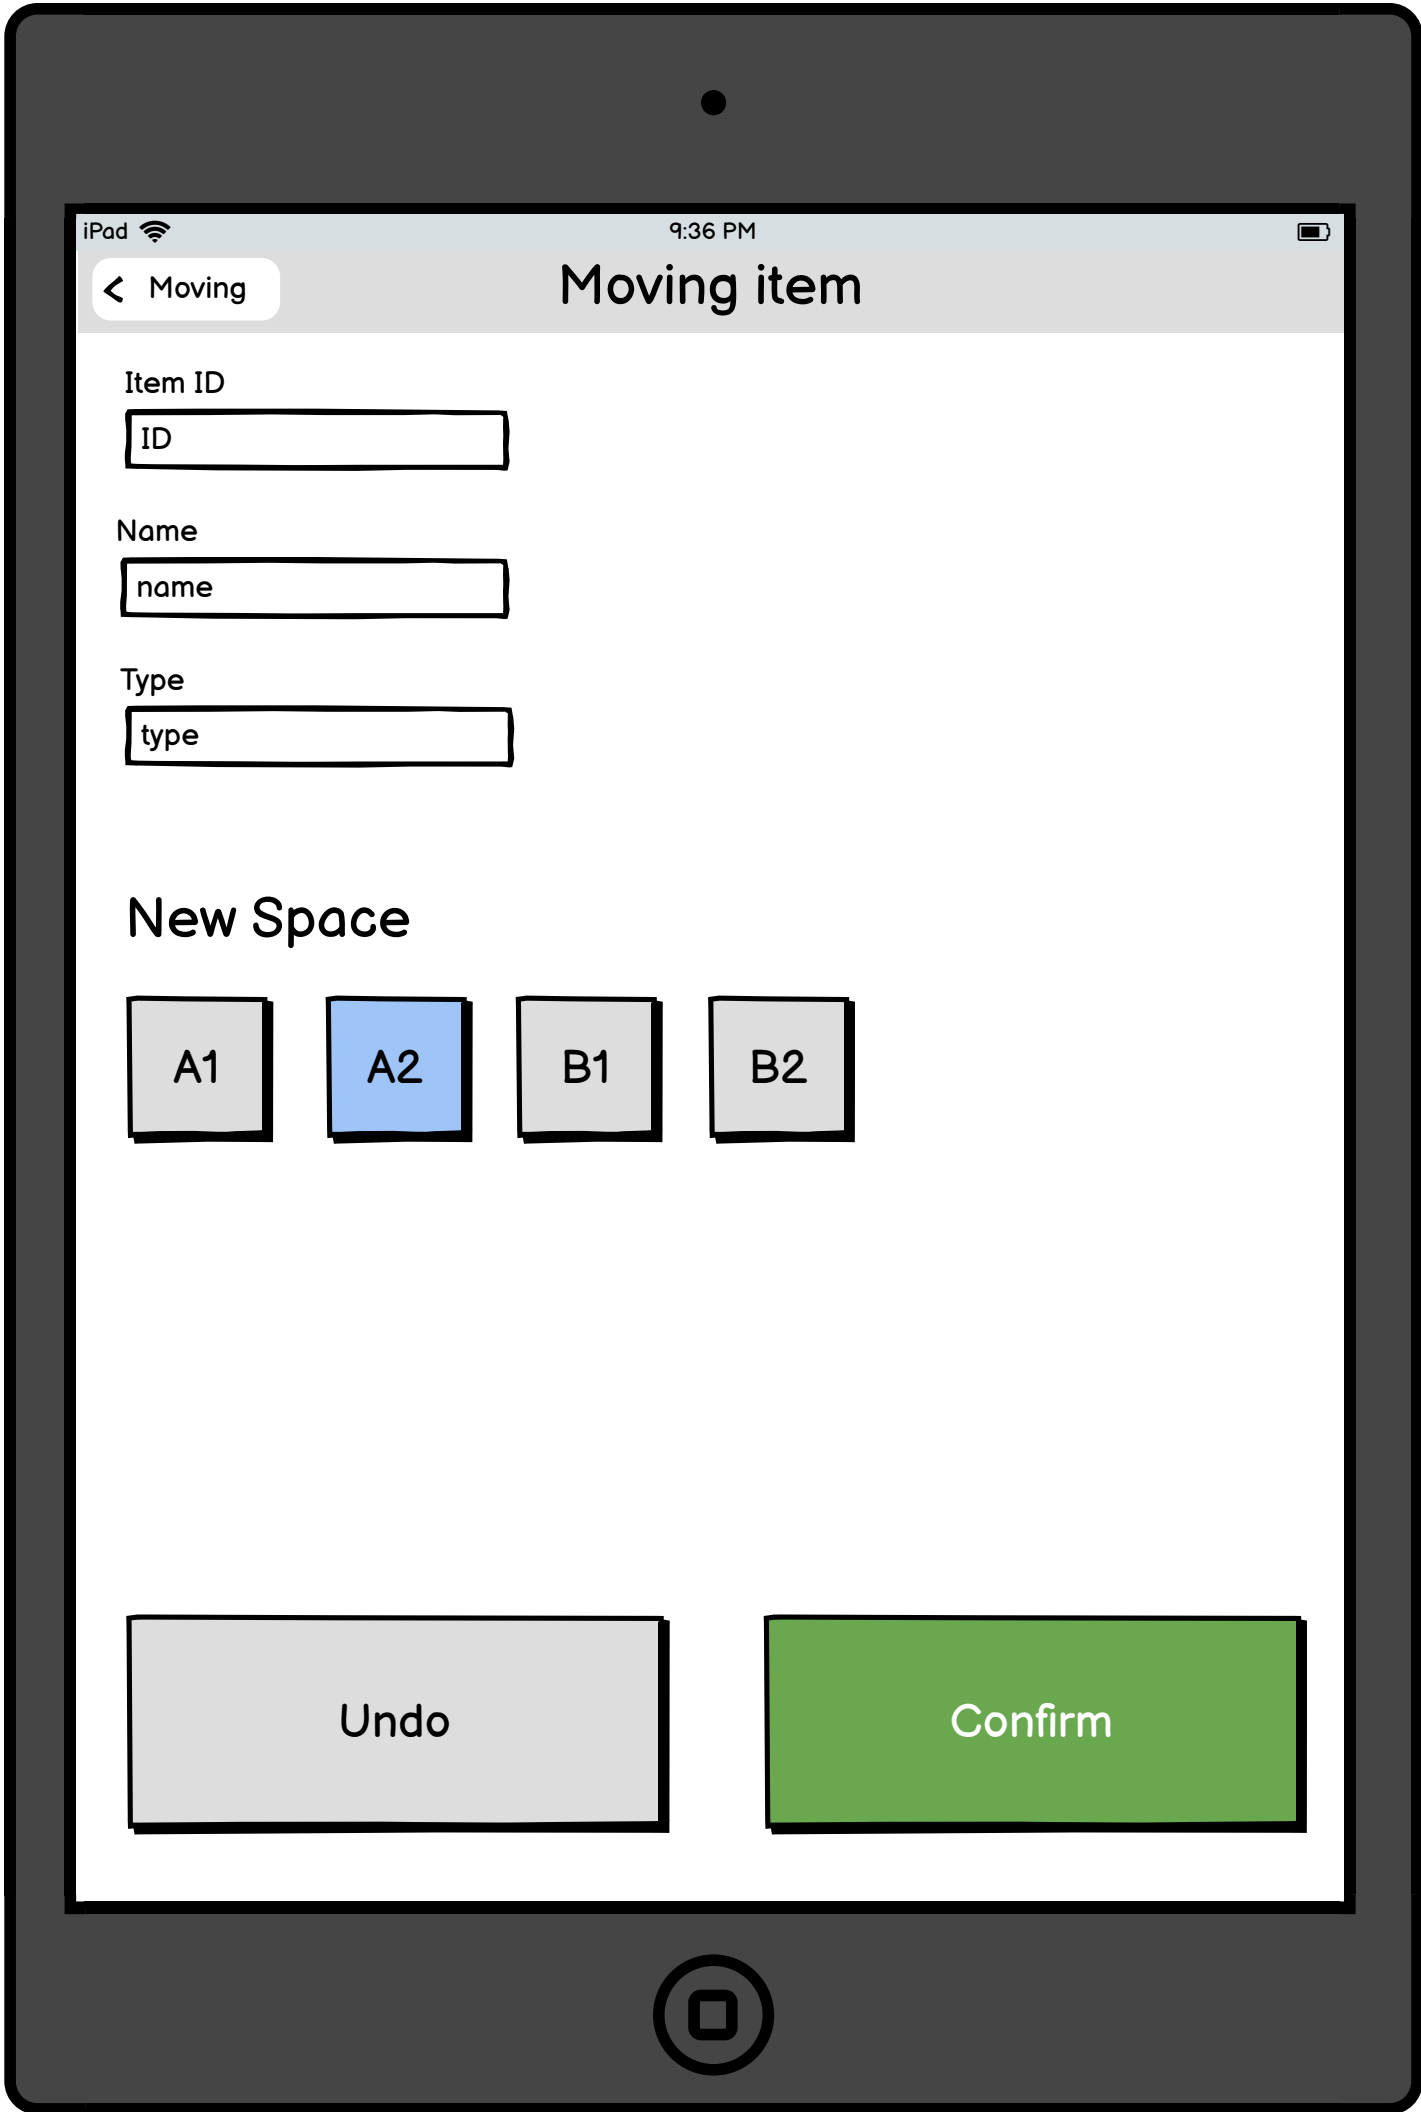 iPad 9:36 PM
Moving Moving item
Item ID
ID
Name
name
Type
type
New Space
A1 A2 B1 B2
Undo Confirm